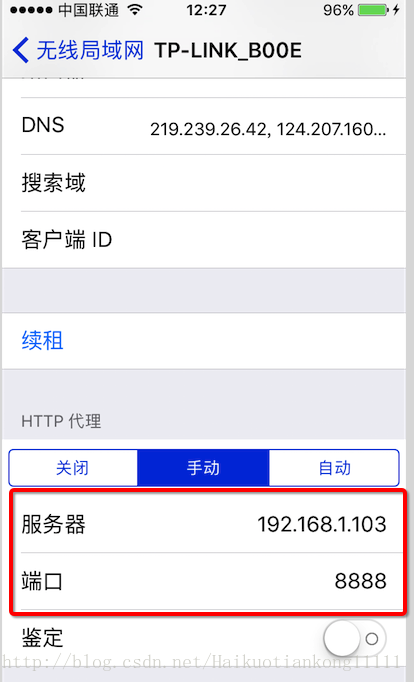 中国联通 12:27 96%
无线局域网 TP-LINK_B00E
DNS 219.239.26.42, 124.207.160...
搜索域
客户端 ID
续租
HTTP 代理
关闭 手动 自动
服务器 192.168.1.103
端口 8888
鉴定
http://blog.csdn.net/Haikuotiankong11111